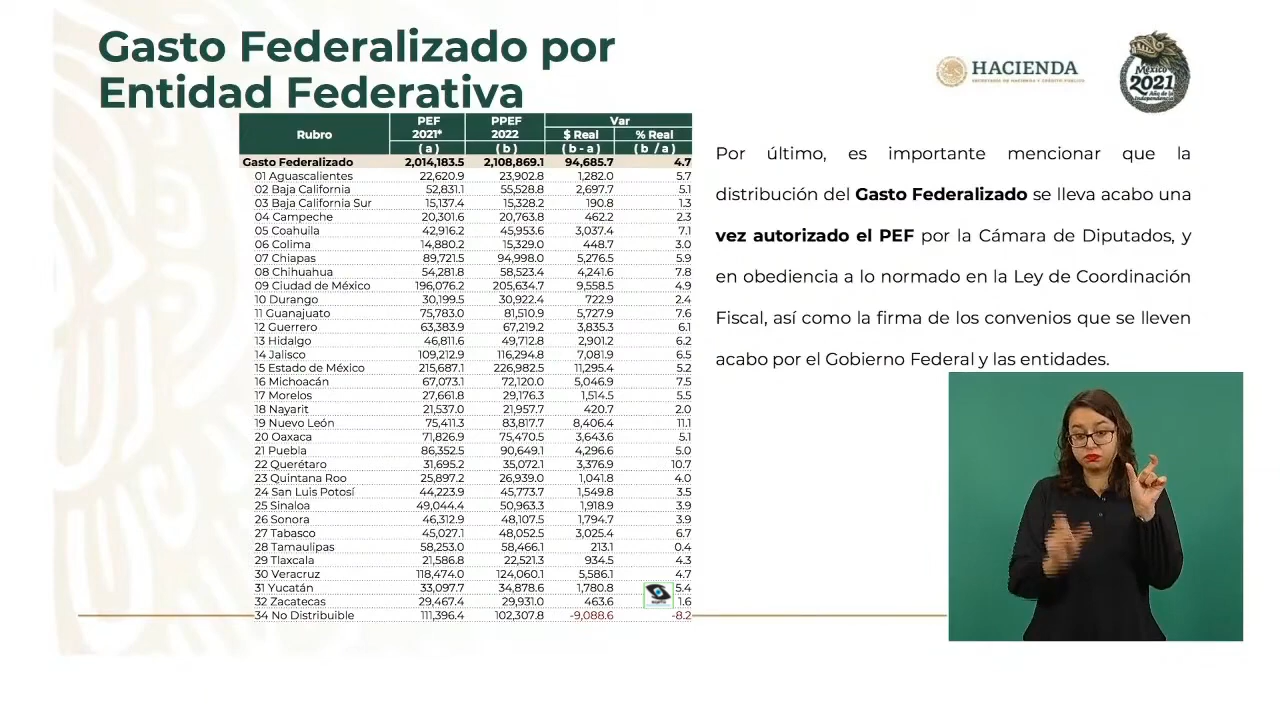 Gasto Federalizado por
Entidad Federativa
HACIENDA
SECRETARÍA DE HACIENDA Y CRÉDITO PÚBLICO
México
2021
Año de la
Independencia
Rubro PEF 2021* (a) PPEF 2022 (b) Var $ Real (b - a) % Real (b / a)
Gasto Federalizado 2,014,183.5 2,108,869.1 94,685.7 4.7
01 Aguascalientes 22,620.9 23,902.8 1,282.0 5.7
02 Baja California 52,831.1 55,528.8 2,697.7 5.1
03 Baja California Sur 15,137.4 15,328.2 190.8 1.3
04 Campeche 20,301.6 20,763.8 462.2 2.3
05 Coahuila 42,916.2 45,953.6 3,037.4 7.1
06 Colima 14,880.2 15,329.0 448.7 3.0
07 Chiapas 89,721.5 94,998.0 5,276.5 5.9
08 Chihuahua 54,281.8 58,523.4 4,241.6 7.8
09 Ciudad de México 196,076.2 205,634.7 9,558.5 4.9
10 Durango 30,199.5 30,922.4 722.9 2.4
11 Guanajuato 75,783.0 81,510.9 5,727.9 7.6
12 Guerrero 63,383.9 67,219.2 3,835.3 6.1
13 Hidalgo 46,811.6 49,712.8 2,901.2 6.2
14 Jalisco 109,212.9 116,294.8 7,081.9 6.5
15 Estado de México 215,687.1 226,982.5 11,295.4 5.2
16 Michoacán 67,073.1 72,120.0 5,046.9 7.5
17 Morelos 27,661.8 29,176.3 1,514.5 5.5
18 Nayarit 21,537.0 21,957.7 420.7 2.0
19 Nuevo León 75,411.3 83,817.7 8,406.4 11.1
20 Oaxaca 71,826.9 75,470.5 3,643.6 5.1
21 Puebla 86,352.5 90,649.1 4,296.6 5.0
22 Querétaro 31,695.2 35,072.1 3,376.9 10.7
23 Quintana Roo 25,897.2 26,939.0 1,041.8 4.0
24 San Luis Potosí 44,223.9 45,773.7 1,549.8 3.5
25 Sinaloa 49,044.4 50,963.3 1,918.9 3.9
26 Sonora 46,312.9 48,107.5 1,794.7 3.9
27 Tabasco 45,027.1 48,052.5 3,025.4 6.7
28 Tamaulipas 58,253.0 58,466.1 213.1 0.4
29 Tlaxcala 21,586.8 22,521.3 934.5 4.3
30 Veracruz 118,474.0 124,060.1 5,586.1 4.7
31 Yucatán 33,097.7 34,878.6 1,780.8 5.4
32 Zacatecas 29,467.4 29,931.0 463.6 1.6
34 No Distribuible 111,396.4 102,307.8 -9,088.6 -8.2
Por último, es importante mencionar que la
distribución del Gasto Federalizado se lleva acabo una
vez autorizado el PEF por la Cámara de Diputados, y
en obediencia a lo normado en la Ley de Coordinación
Fiscal, así como la firma de los convenios que se lleven
acabo por el Gobierno Federal y las entidades.